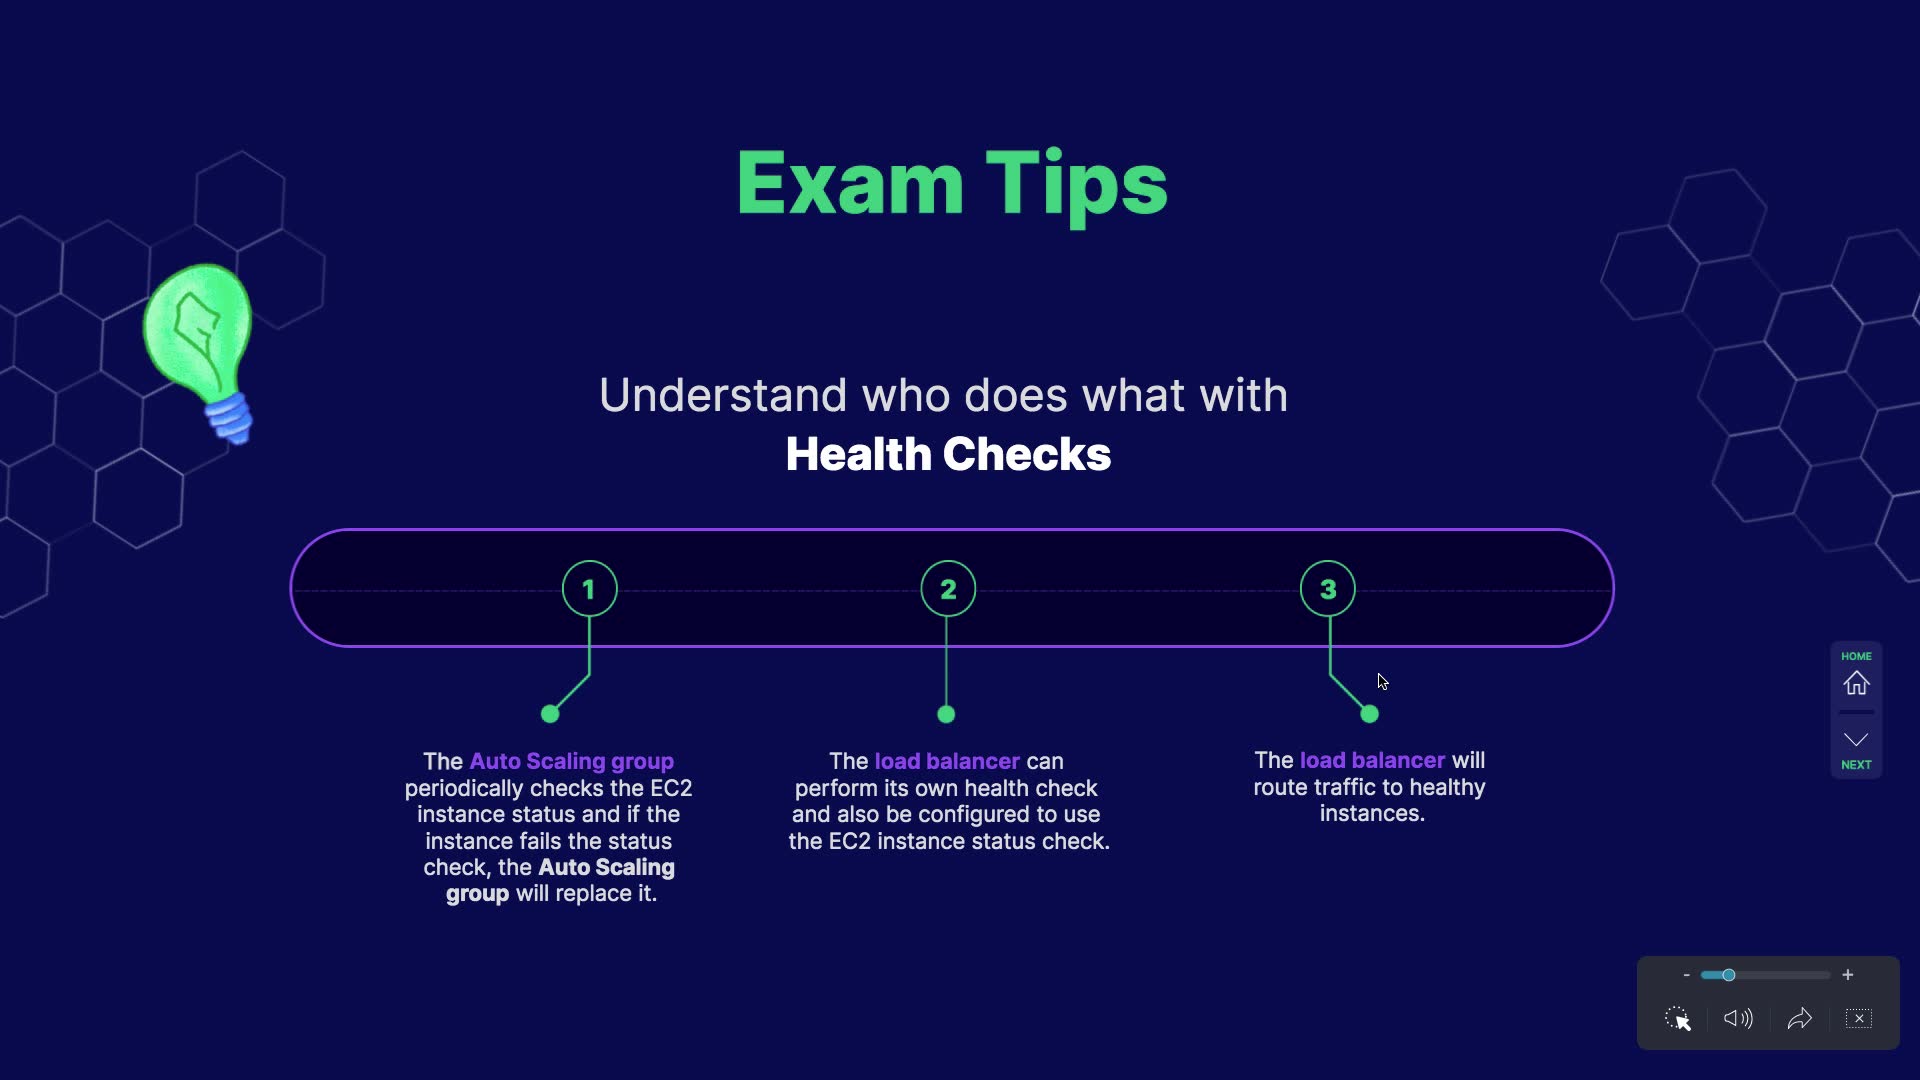 Exam Tips
Understand who does what with
Health Checks
1
2
3
The Auto Scaling group
periodically checks the EC2
instance status and if the
instance fails the status
check, the Auto Scaling
group will replace it.
The load balancer can
perform its own health check
and also be configured to use
the EC2 instance status check.
The load balancer will
route traffic to healthy
instances.
HOME
NEXT
- +